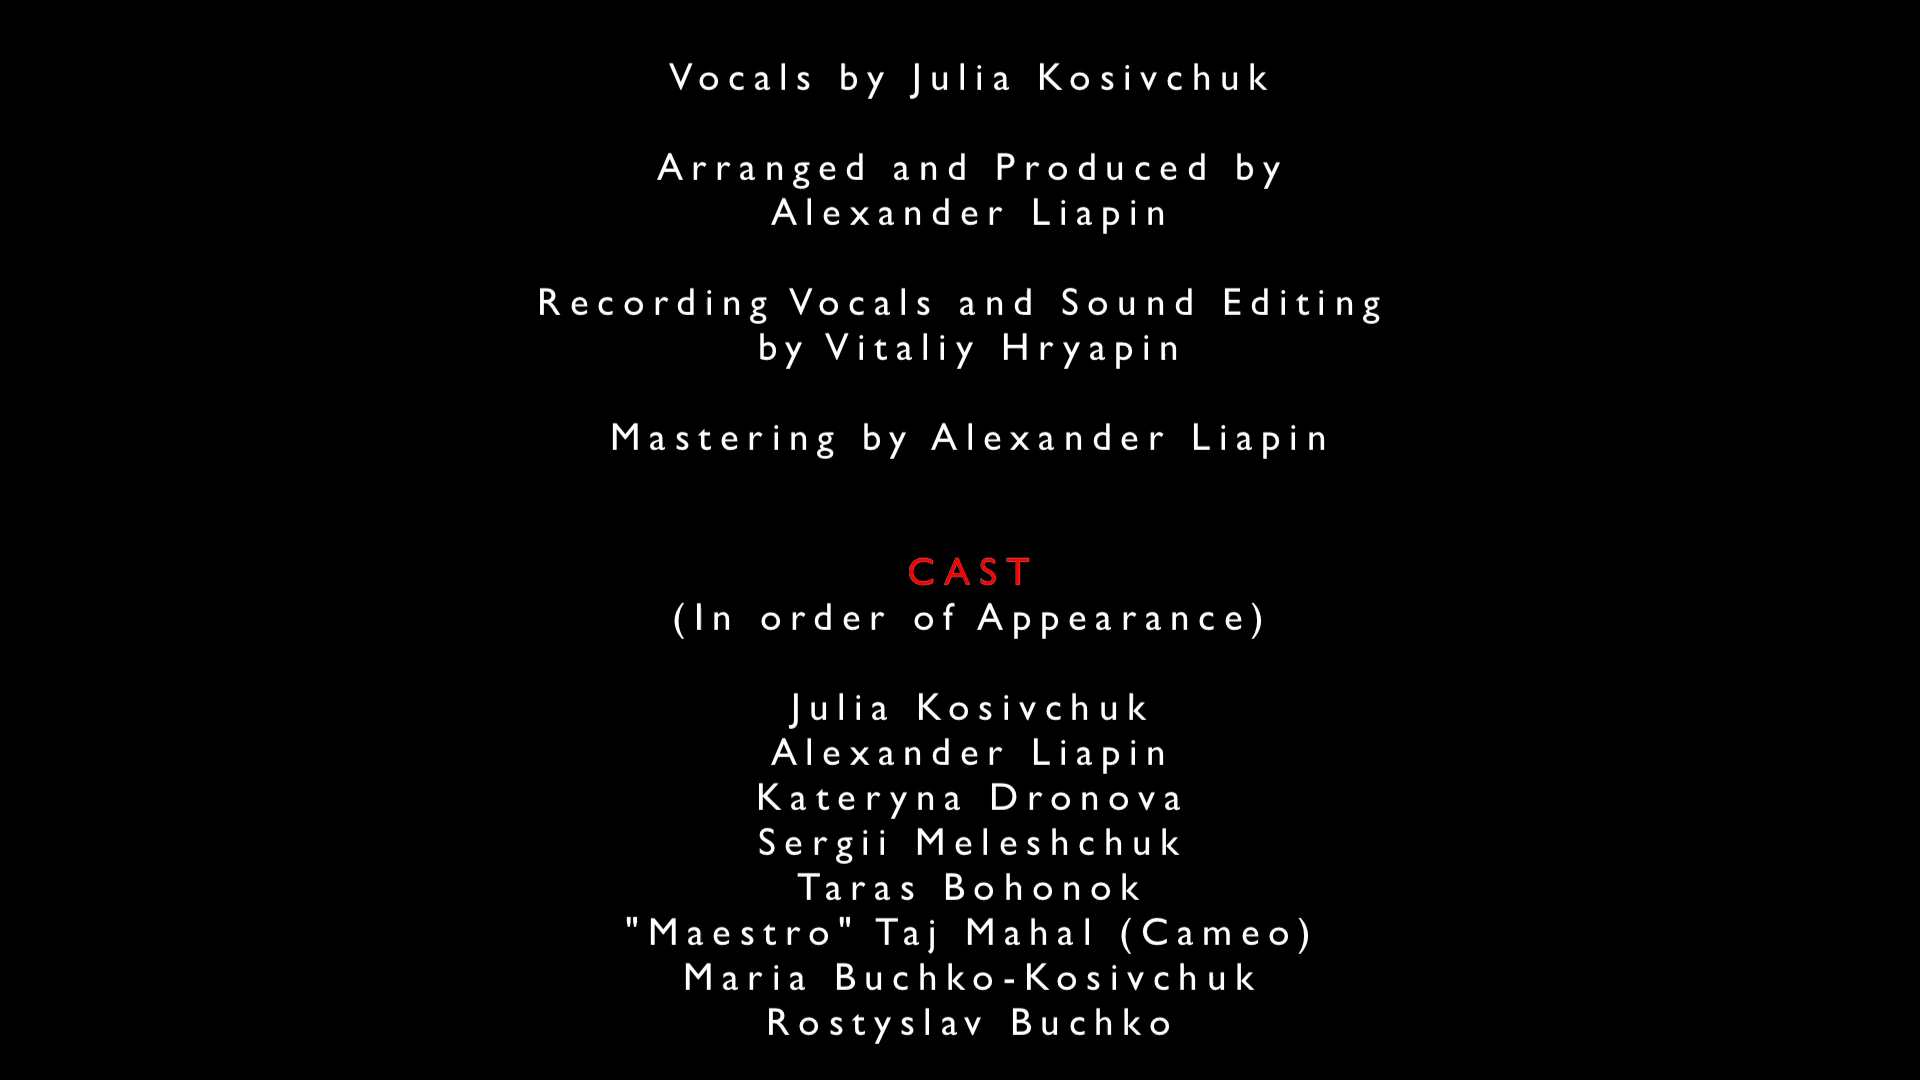 Vocals by Julia Kosivchuk
Arranged and Produced by
Alexander Liapin
Recording Vocals and Sound Editing
by Vitaliy Hryapin
Mastering by Alexander Liapin
CAST
(In order of Appearance)
Julia Kosivchuk
Alexander Liapin
Kateryna Dronova
Sergii Meleshchuk
Taras Bohonok
"Maestro" Taj Mahal (Cameo)
Maria Buchko-Kosivchuk
Rostyslav Buchko